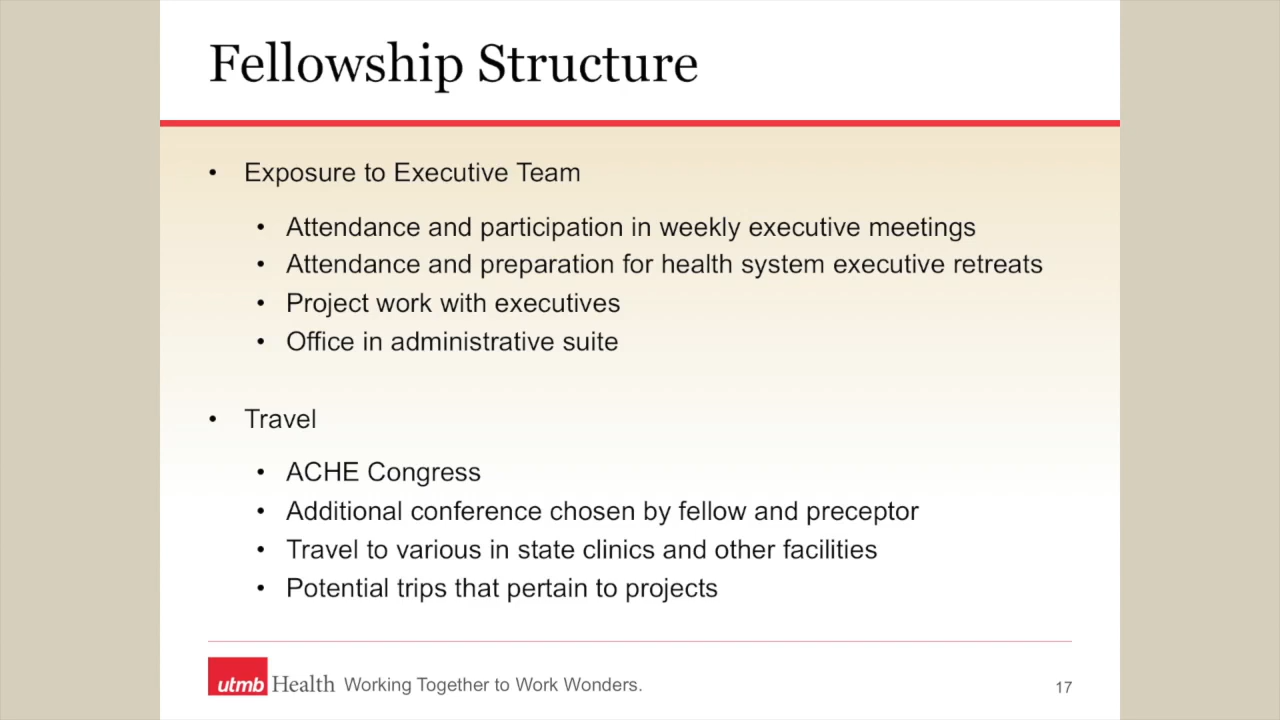 Fellowship Structure
• Exposure to Executive Team
• Attendance and participation in weekly executive meetings
• Attendance and preparation for health system executive retreats
• Project work with executives
• Office in administrative suite
• Travel
• ACHE Congress
• Additional conference chosen by fellow and preceptor
• Travel to various in state clinics and other facilities
• Potential trips that pertain to projects
utmb Health Working Together to Work Wonders.
17